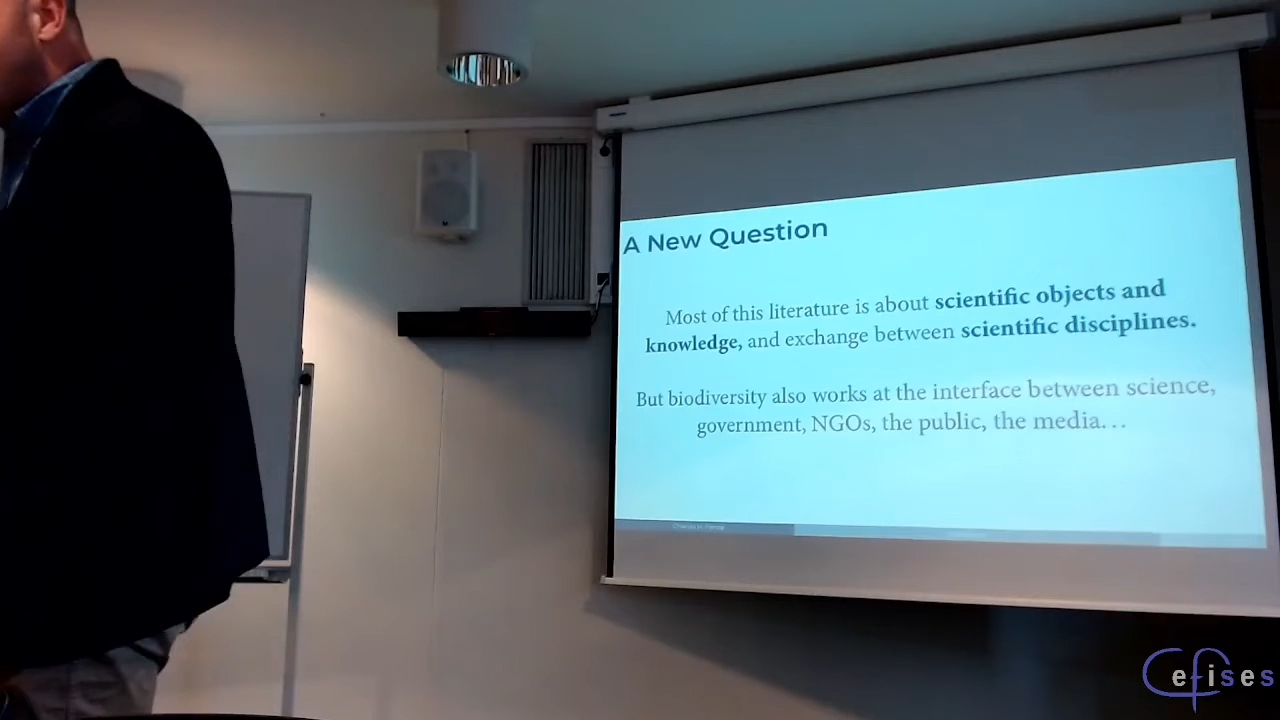 A New Question
Most of this literature is about scientific objects and
knowledge, and exchange between scientific disciplines.
But biodiversity also works at the interface between science,
government, NGOs, the public, the media…
Cefises